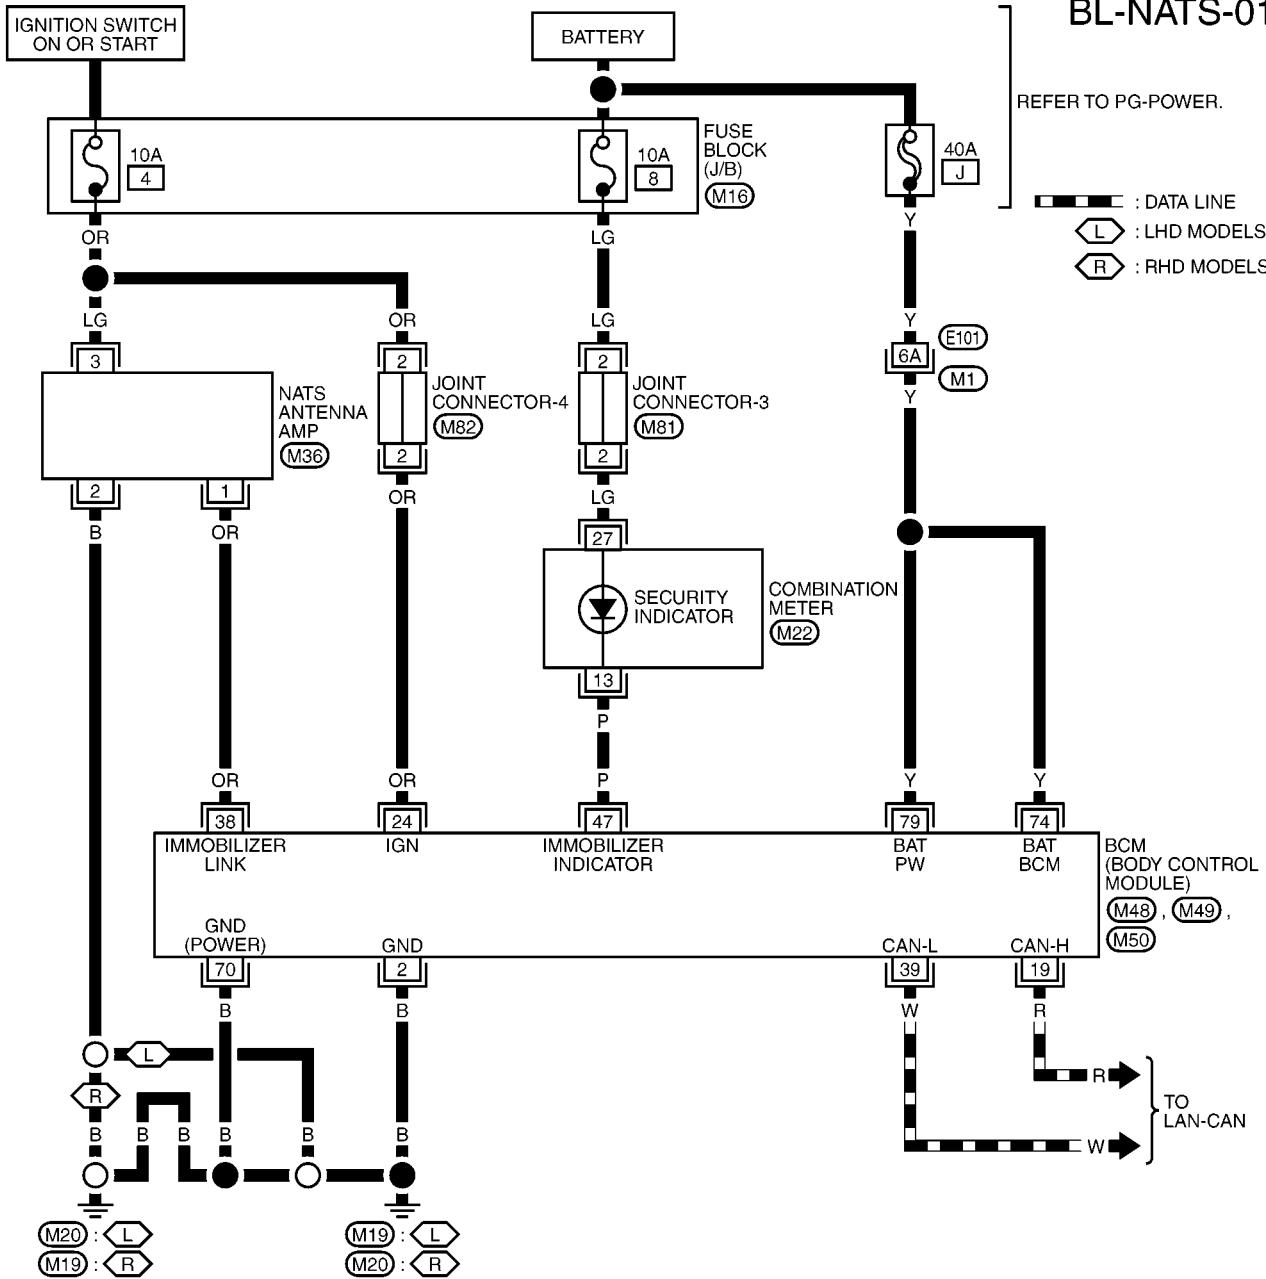 BL-NATS-01
IGNITION SWITCH
ON OR START
BATTERY
REFER TO PG-POWER.
10A
4
10A
8
FUSE
BLOCK
(J/B)
M16
40A
J
: DATA LINE
L : LHD MODELS
R : RHD MODELS
OR
LG
Y
LG
OR
LG
Y
3
2
2
6A
E101
M1
NATS
ANTENNA
AMP
M36
JOINT
CONNECTOR-4
M82
JOINT
CONNECTOR-3
M81
Y
2
2
2
1
B
OR
OR
LG
27
SECURITY
INDICATOR
COMBINATION
METER
M22
13
P
OR
OR
P
Y
Y
38
24
47
79
74
IMMOBILIZER
LINK
IGN
IMMOBILIZER
INDICATOR
BAT
PW
BAT
BCM
BCM
(BODY CONTROL
MODULE)
M48 , M49 ,
M50
GND
(POWER)
GND
CAN-L
CAN-H
70
2
39
19
B
B
W
R
L
R
R
W
TO
LAN-CAN
B
B
B
B
B
B
M20 : L
M19 : R
M19 : L
M20 : R